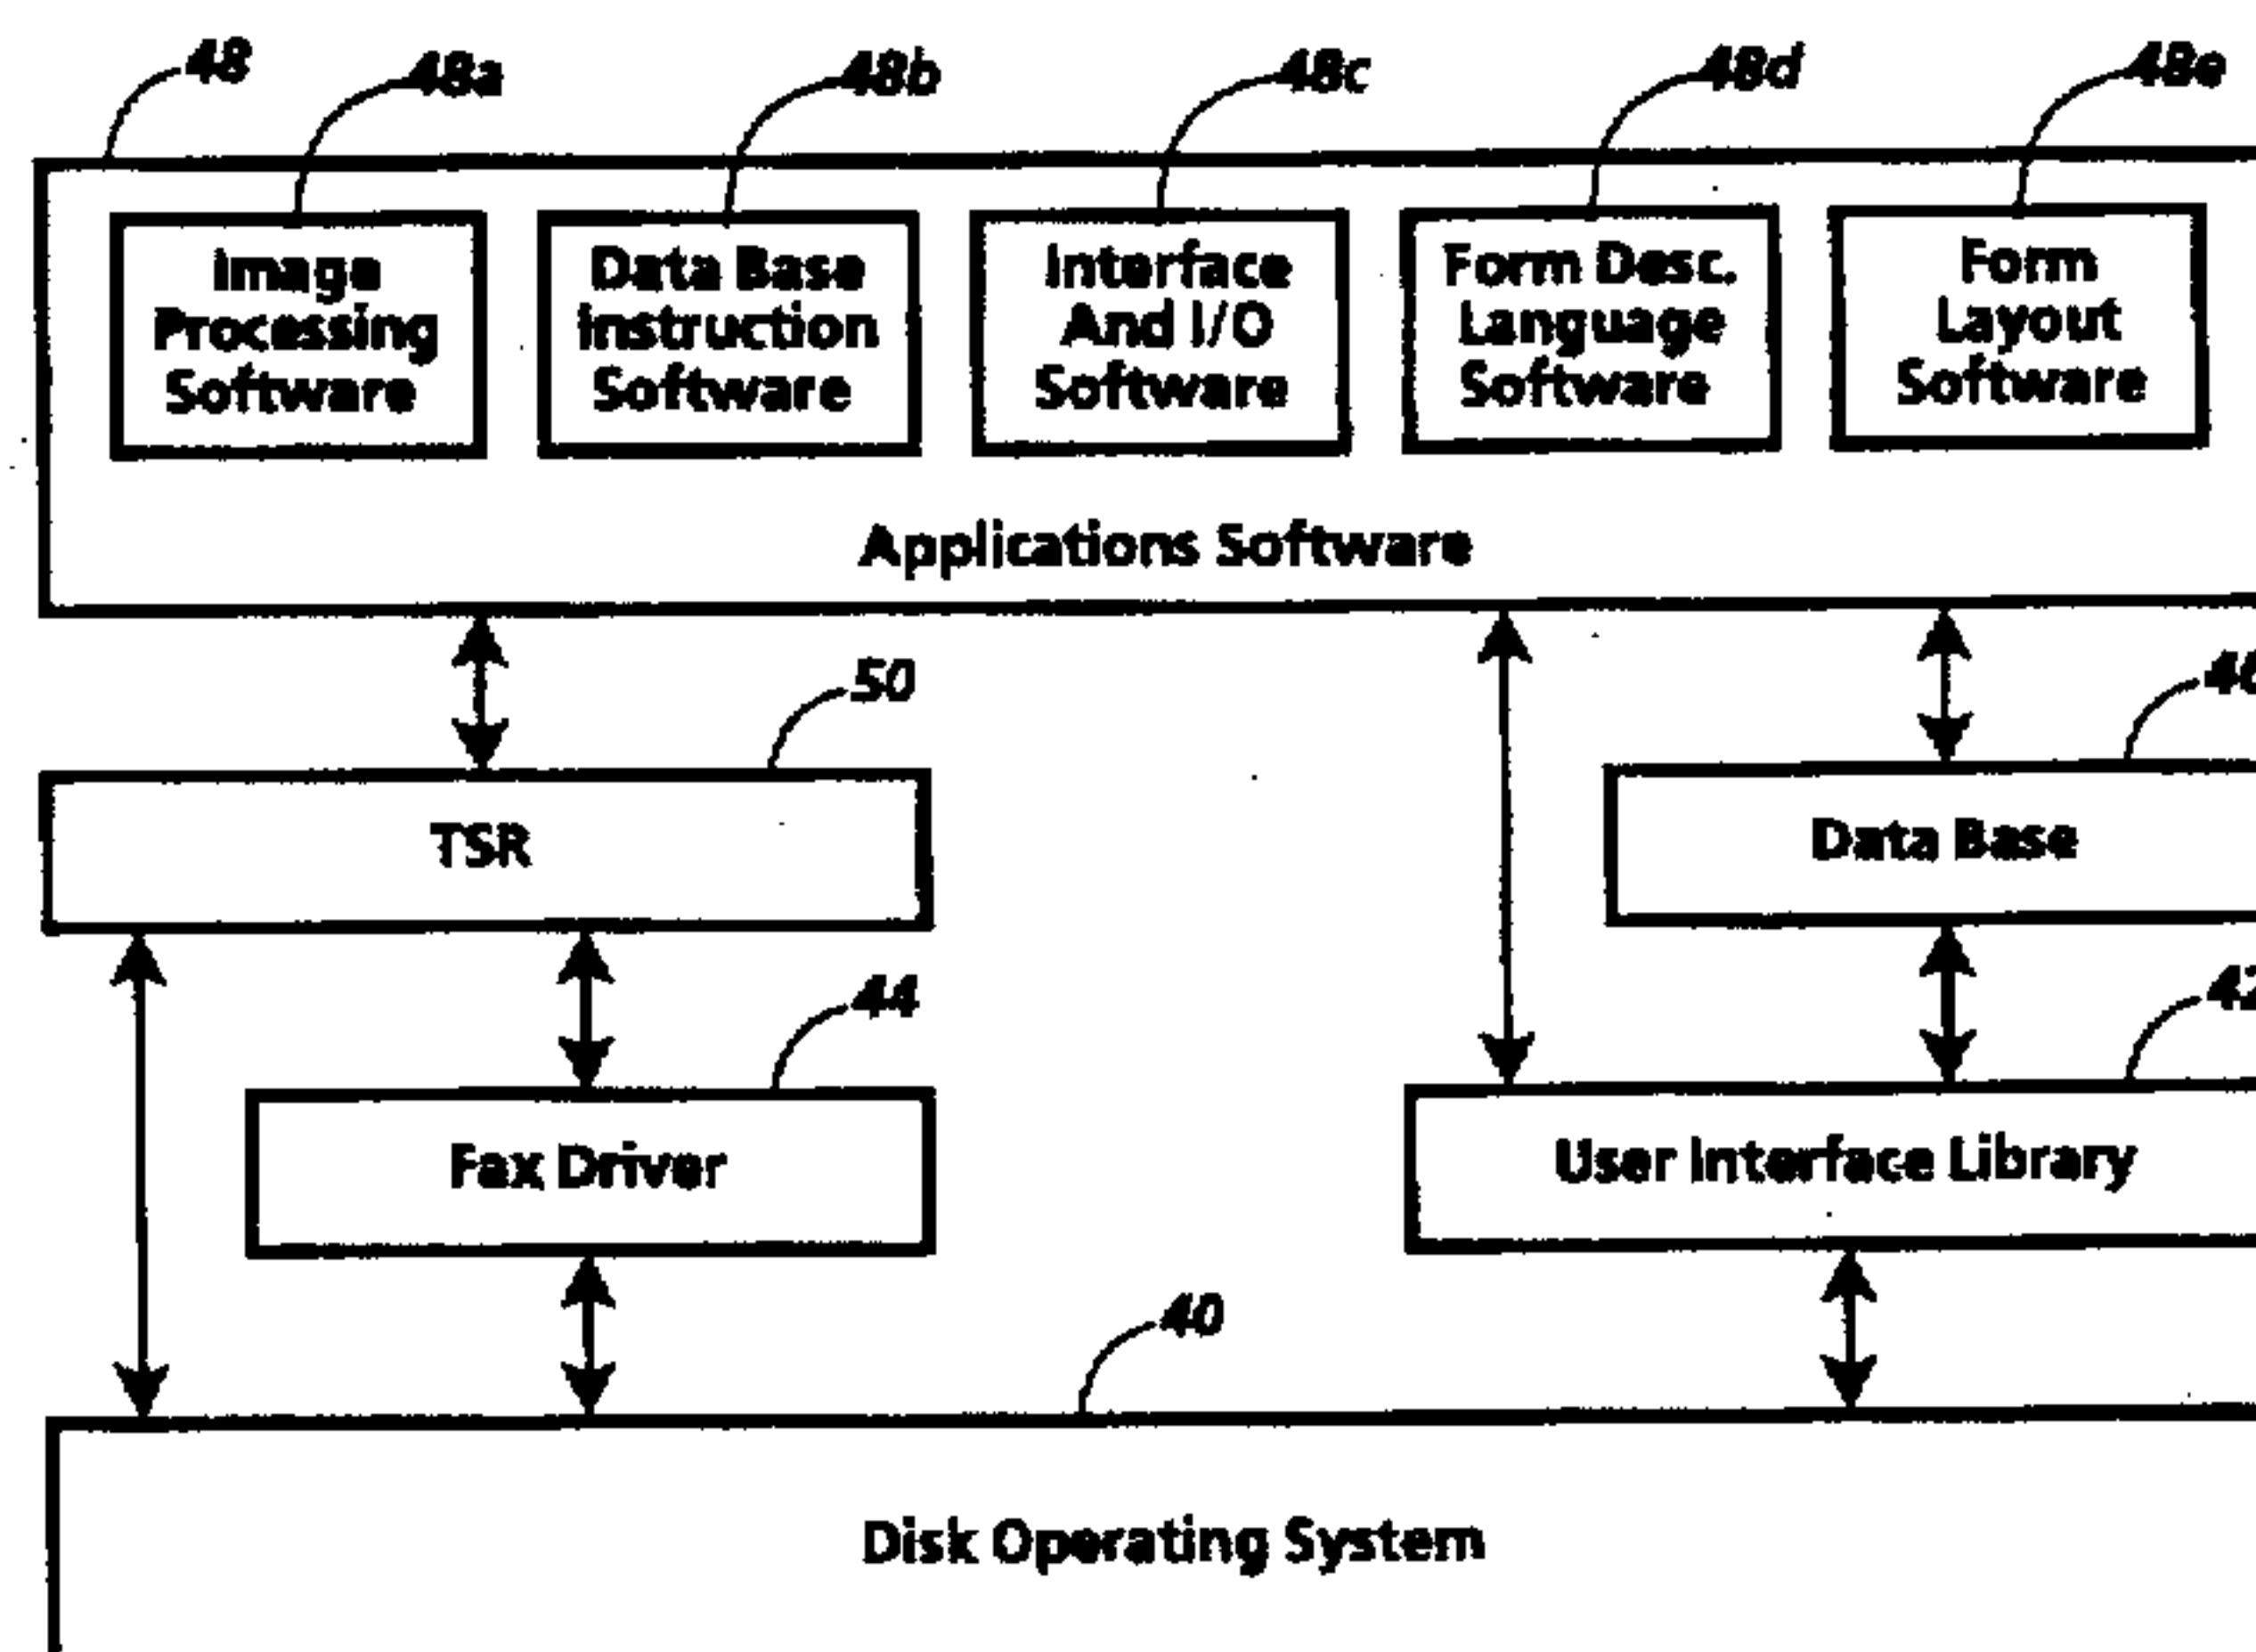 48
48a
48b
48c
48d
48e
Image
Processing
Software
Data Base
Instruction
Software
Interface
And I/O
Software
Form Desc.
Language
Software
Form
Layout
Software
Applications Software
50
TSR
Data Base
44
Fax Driver
User Interface Library
40
Disk Operating System